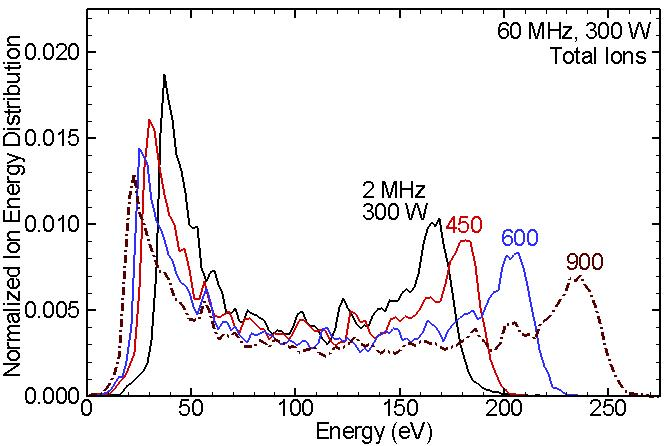 60 MHz, 300 W
Total Ions
Normalized Ion Energy Distribution
0.020
0.015
0.010
0.005
0.000
2 MHz
300 W
450
600
900
0 50 100 150 200 250
Energy (eV)